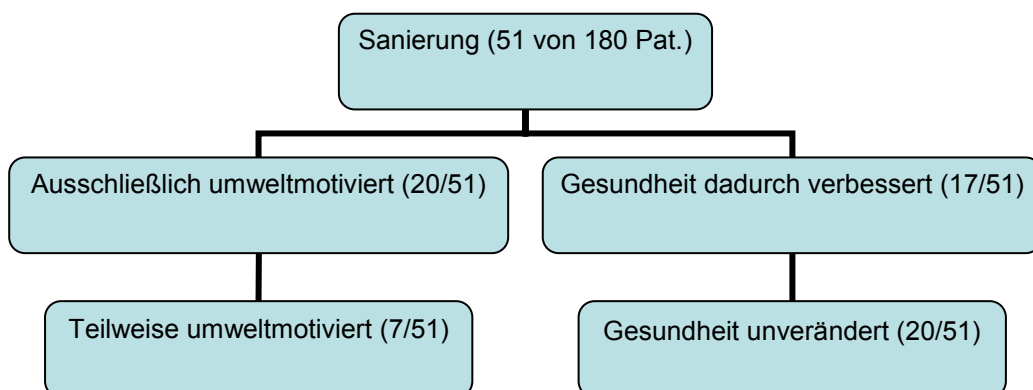 Sanierung (51 von 180 Pat.)
Ausschließlich umweltmotiviert (20/51)
Gesundheit dadurch verbessert (17/51)
Teilweise umweltmotiviert (7/51)
Gesundheit unverändert (20/51)